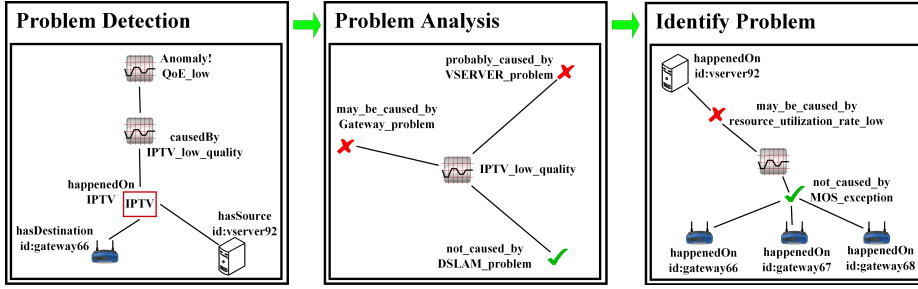 Problem Detection
Anomaly!
QoE_low
causedBy
IPTV_low_quality
happenedOn
IPTV
IPTV
hasSource
id:vserver92
hasDestination
id:gateway66
Problem Analysis
probably_caused_by
VSERVER_problem
may_be_caused_by
Gateway_problem
IPTV_low_quality
not_caused_by
DSLAM_problem
Identify Problem
happenedOn
id:vserver92
may_be_caused_by
resource_utilization_rate_low
not_caused_by
MOS_exception
happenedOn
id:gateway66
happenedOn
id:gateway67
happenedOn
id:gateway68